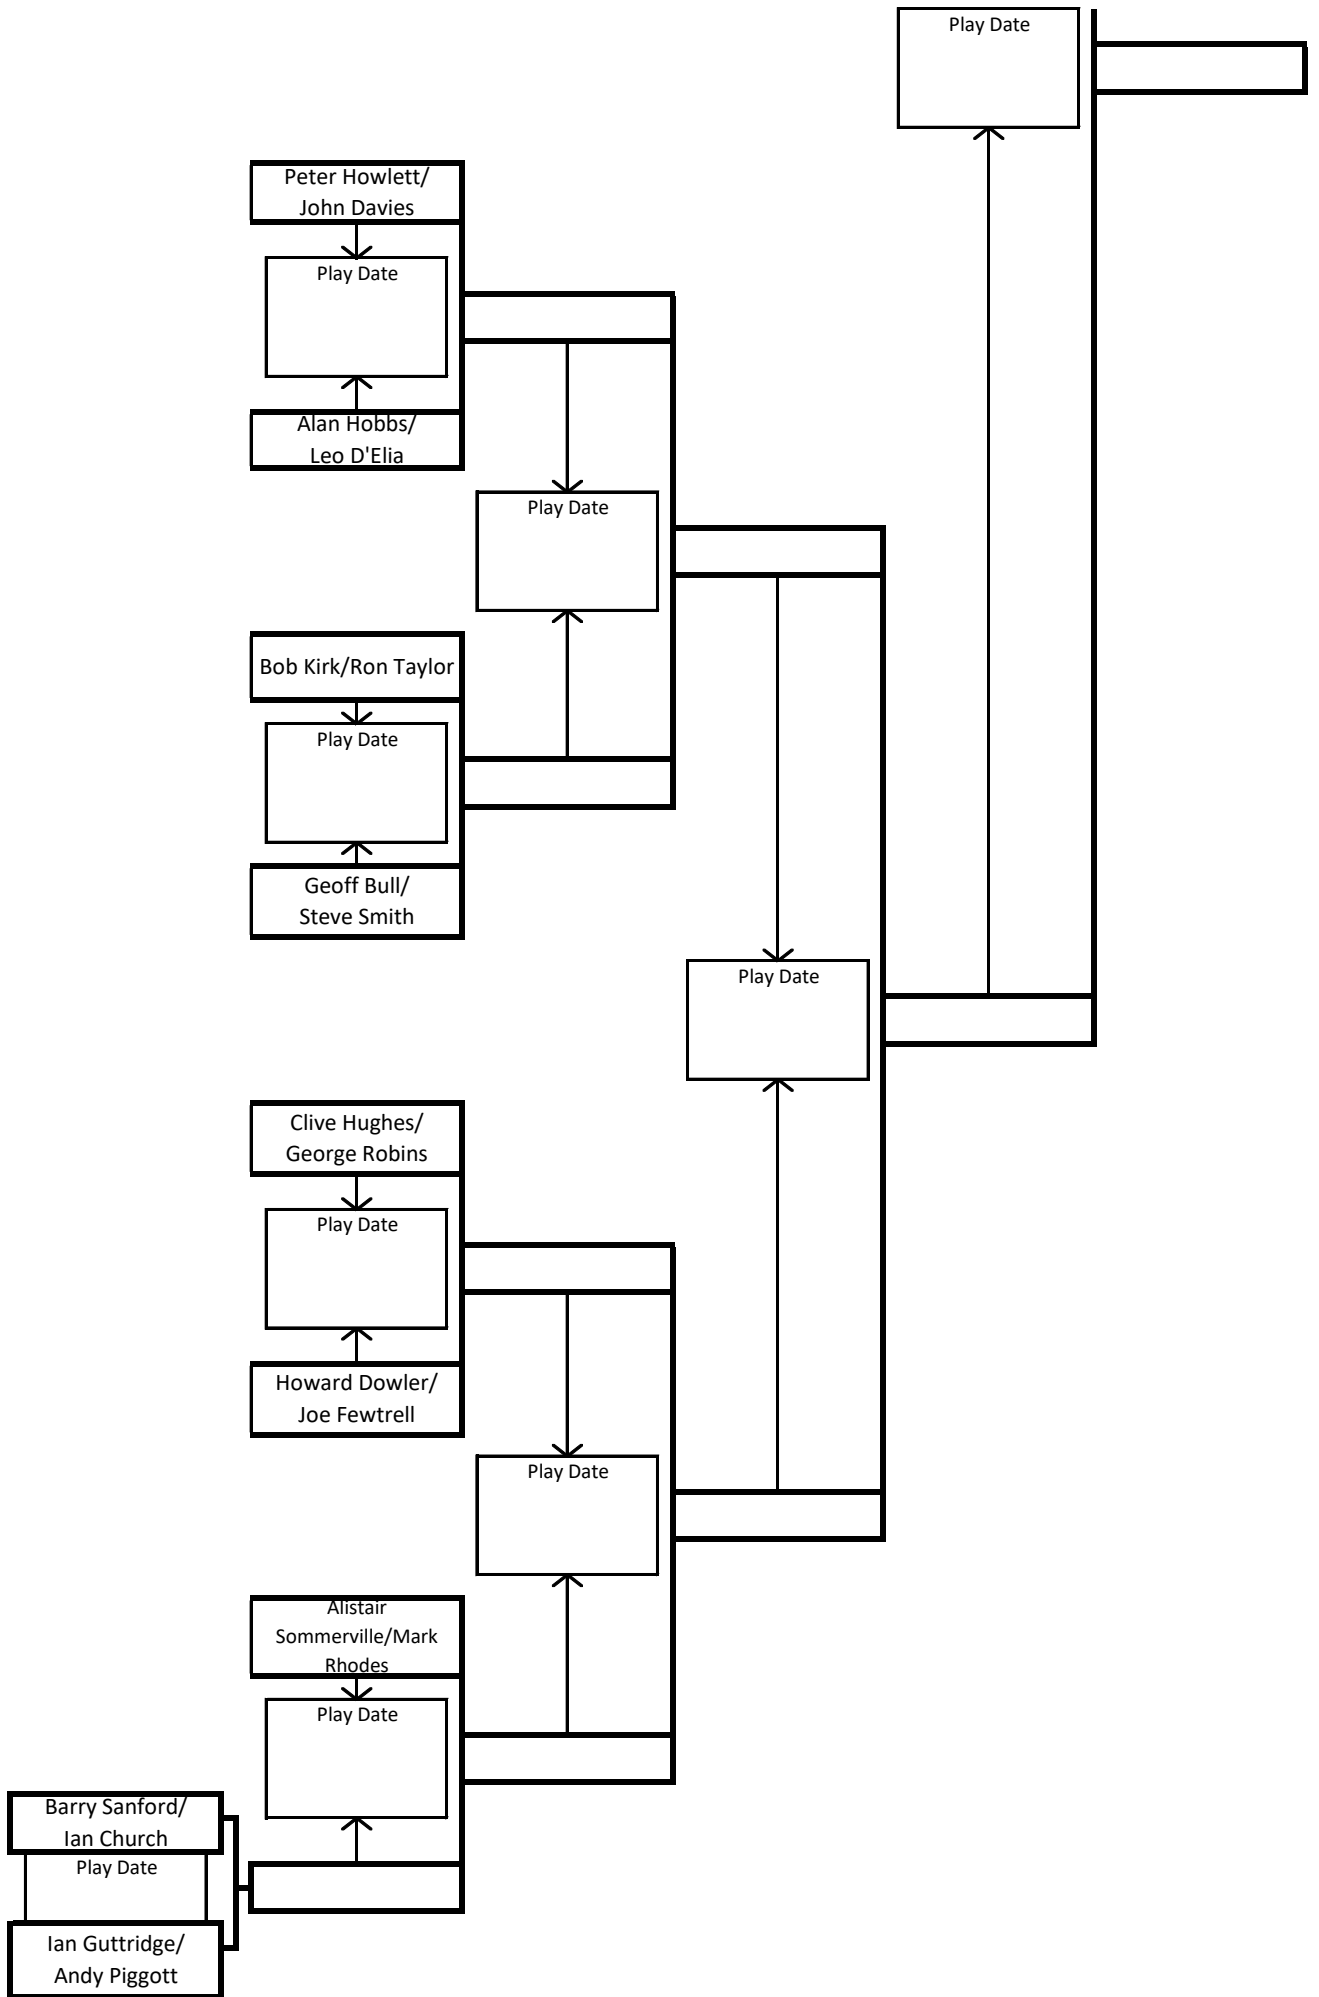 Play Date
Peter Howlett/
John Davies
Play Date
Alan Hobbs/
Leo D'Elia
Play Date
Bob Kirk/Ron Taylor
Play Date
Geoff Bull/
Steve Smith
Play Date
Clive Hughes/
George Robins
Play Date
Howard Dowler/
Joe Fewtrell
Play Date
Alistair
Sommerville/Mark
Rhodes
Play Date
Barry Sanford/
Ian Church
Play Date
Ian Guttridge/
Andy Piggott